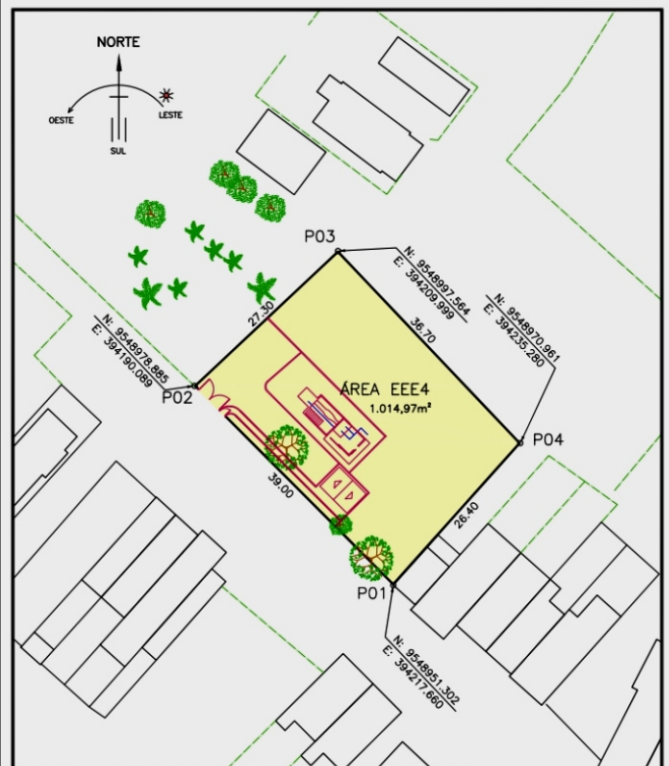 NORTE
OESTE
LESTE
SUL
P03
N: 9548997.564
E: 394209.999
N: 9548970.961
E: 394235.280
27.30
36.70
N: 9548978.885
E: 394190.089
P02
ÁREA EEE4
1.014,97m²
P04
39.00
26.40
P01
N: 9548951.302
E: 394217.660